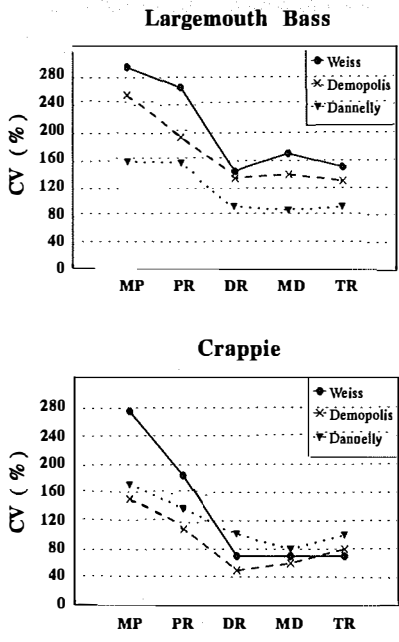 Largemouth Bass
Weiss
Demopolis
Dannelly
CV (%)
280
240
200
160
120
80
40
0
MP PR DR MD TR
Crappie
Weiss
Demopolis
Dannelly
CV (%)
280
240
200
160
120
80
40
0
MP PR DR MD TR